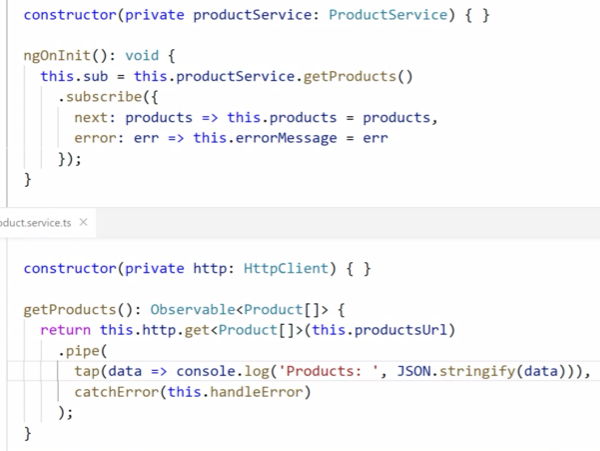 constructor(private productService: ProductService) { }
ngOnInit(): void {
this.sub = this.productService.getProducts()
.subscribe({
next: products => this.products = products,
error: err => this.errorMessage = err
});
}
oduct.service.ts ×
constructor(private http: HttpClient) { }
getProducts(): Observable<Product[]> {
return this.http.get<Product[]>(this.productsUrl)
.pipe(
tap(data => console.log('Products: ', JSON.stringify(data))),
catchError(this.handleError)
);
}